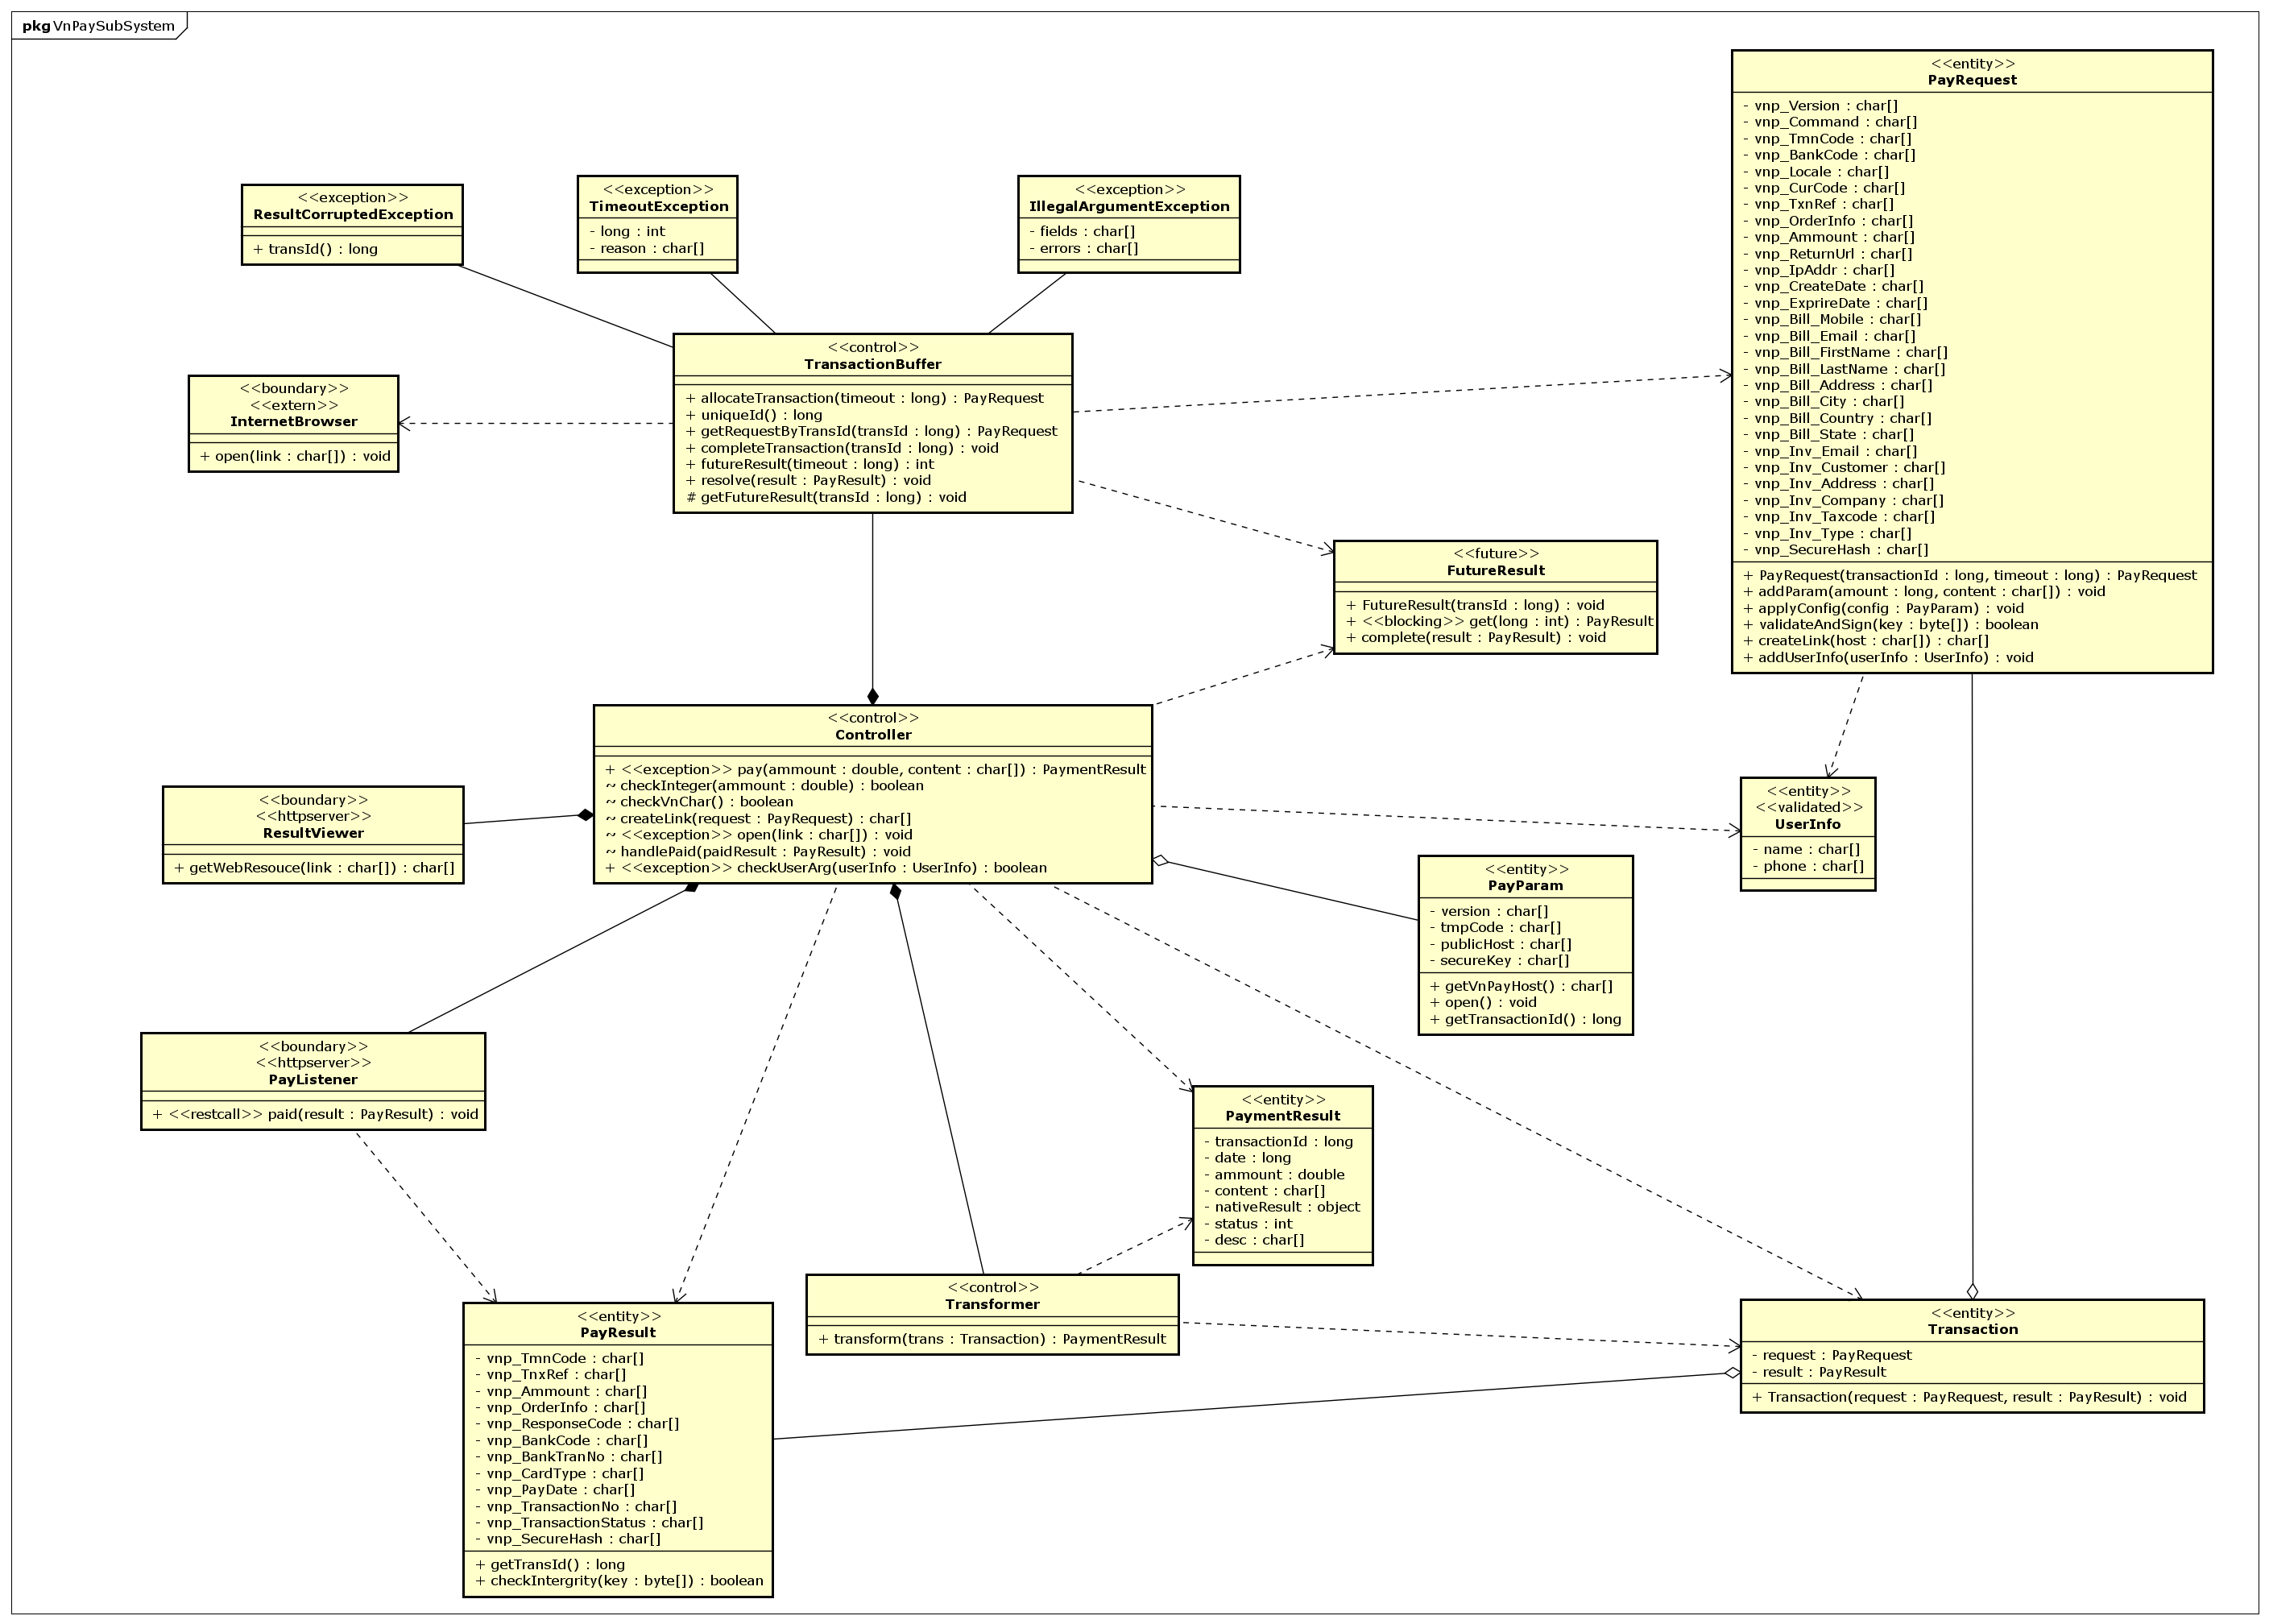 pkg VnPaySubSystem
<<entity>>
PayRequest
- vnp_Version : char[]
- vnp_Command : char[]
- vnp_TmnCode : char[]
- vnp_BankCode : char[]
- vnp_Locale : char[]
- vnp_CurCode : char[]
- vnp_TxnRef : char[]
- vnp_OrderInfo : char[]
- vnp_Ammount : char[]
- vnp_ReturnUrl : char[]
- vnp_IpAddr : char[]
- vnp_CreateDate : char[]
- vnp_ExprireDate : char[]
- vnp_Bill_Mobile : char[]
- vnp_Bill_Email : char[]
- vnp_Bill_FirstName : char[]
- vnp_Bill_LastName : char[]
- vnp_Bill_Address : char[]
- vnp_Bill_City : char[]
- vnp_Bill_Country : char[]
- vnp_Bill_State : char[]
- vnp_Inv_Email : char[]
- vnp_Inv_Customer : char[]
- vnp_Inv_Address : char[]
- vnp_Inv_Company : char[]
- vnp_Inv_Taxcode : char[]
- vnp_Inv_Type : char[]
- vnp_SecureHash : char[]
+ PayRequest(transactionId : long, timeout : long) : PayRequest
+ addParam(amount : long, content : char[]) : void
+ applyConfig(config : PayParam) : void
+ validateAndSign(key : byte[]) : boolean
+ createLink(host : char[]) : char[]
+ addUserInfo(userInfo : UserInfo) : void
<<exception>>
ResultCorruptedException
+ transId() : long
<<exception>>
TimeoutException
- long : int
- reason : char[]
<<exception>>
IllegalArgumentException
- fields : char[]
- errors : char[]
<<control>>
TransactionBuffer
+ allocateTransaction(timeout : long) : PayRequest
+ uniqueId() : long
+ getRequestByTransId(transId : long) : PayRequest
+ completeTransaction(transId : long) : void
+ futureResult(timeout : long) : int
+ resolve(result : PayResult) : void
# getFutureResult(transId : long) : void
<<boundary>>
<<extern>>
InternetBrowser
+ open(link : char[]) : void
<<future>>
FutureResult
+ FutureResult(transId : long) : void
+ <<blocking>> get(long : int) : PayResult
+ complete(result : PayResult) : void
<<control>>
Controller
+ <<exception>> pay(ammount : double, content : char[]) : PaymentResult
~ checkInteger(ammount : double) : boolean
~ checkVnChar() : boolean
~ createLink(request : PayRequest) : char[]
~ <<exception>> open(link : char[]) : void
~ handlePaid(paidResult : PayResult) : void
+ <<exception>> checkUserArg(userInfo : UserInfo) : boolean
<<boundary>>
<<httpserver>>
ResultViewer
+ getWebResouce(link : char[]) : char[]
<<entity>>
<<validated>>
UserInfo
- name : char[]
- phone : char[]
<<entity>>
PayParam
- version : char[]
- tmpCode : char[]
- publicHost : char[]
- secureKey : char[]
+ getVnPayHost() : char[]
+ open() : void
+ getTransactionId() : long
<<boundary>>
<<httpserver>>
PayListener
+ <<restcall>> paid(result : PayResult) : void
<<entity>>
PaymentResult
- transactionId : long
- date : long
- ammount : double
- content : char[]
- nativeResult : object
- status : int
- desc : char[]
<<control>>
Transformer
+ transform(trans : Transaction) : PaymentResult
<<entity>>
Transaction
- request : PayRequest
- result : PayResult
+ Transaction(request : PayRequest, result : PayResult) : void
<<entity>>
PayResult
- vnp_TmnCode : char[]
- vnp_TnxRef : char[]
- vnp_Ammount : char[]
- vnp_OrderInfo : char[]
- vnp_ResponseCode : char[]
- vnp_BankCode : char[]
- vnp_BankTranNo : char[]
- vnp_CardType : char[]
- vnp_PayDate : char[]
- vnp_TransactionNo : char[]
- vnp_TransactionStatus : char[]
- vnp_SecureHash : char[]
+ getTransId() : long
+ checkIntergrity(key : byte[]) : boolean